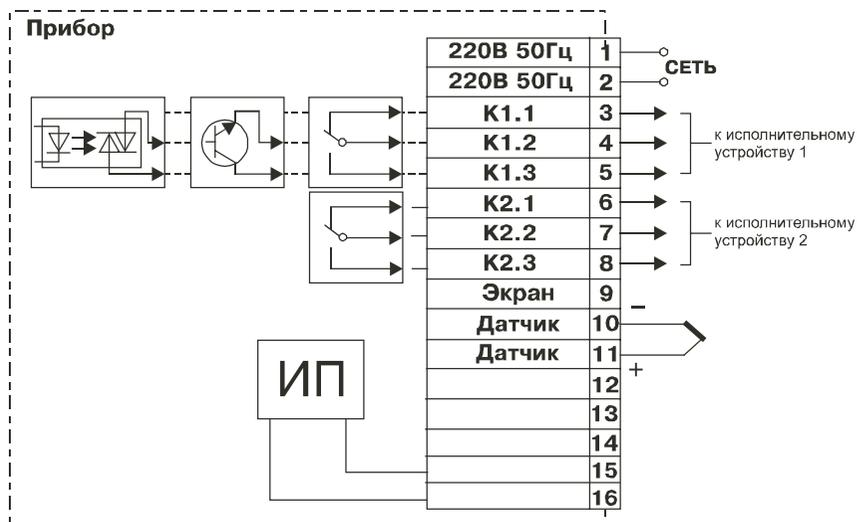 Прибор
220В 50Гц 1
220В 50Гц 2
СЕТЬ
К1.1 3
К1.2 4
К1.3 5
к исполнительному
устройству 1
К2.1 6
К2.2 7
К2.3 8
к исполнительному
устройству 2
Экран 9
–
Датчик 10
Датчик 11
+
12
13
14
15
16
ИП